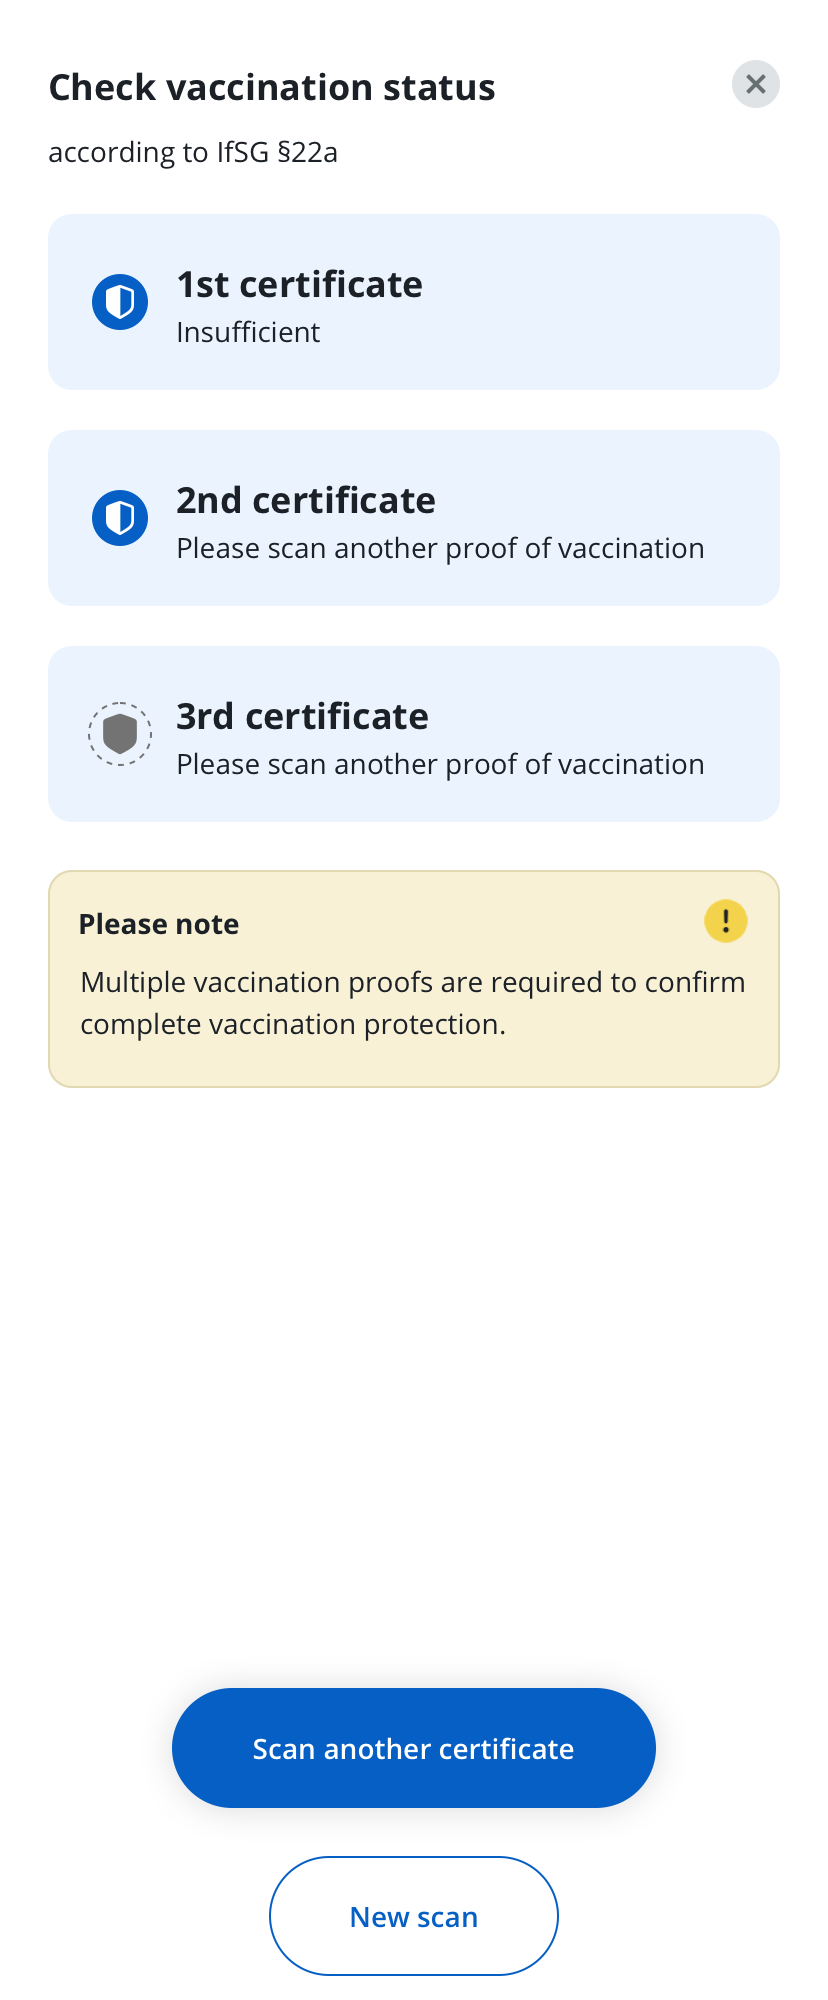 Check vaccination status
according to IfSG §22a
1st certificate
Insufficient
2nd certificate
Please scan another proof of vaccination
3rd certificate
Please scan another proof of vaccination
Please note
Multiple vaccination proofs are required to confirm
complete vaccination protection.
Scan another certificate
New scan